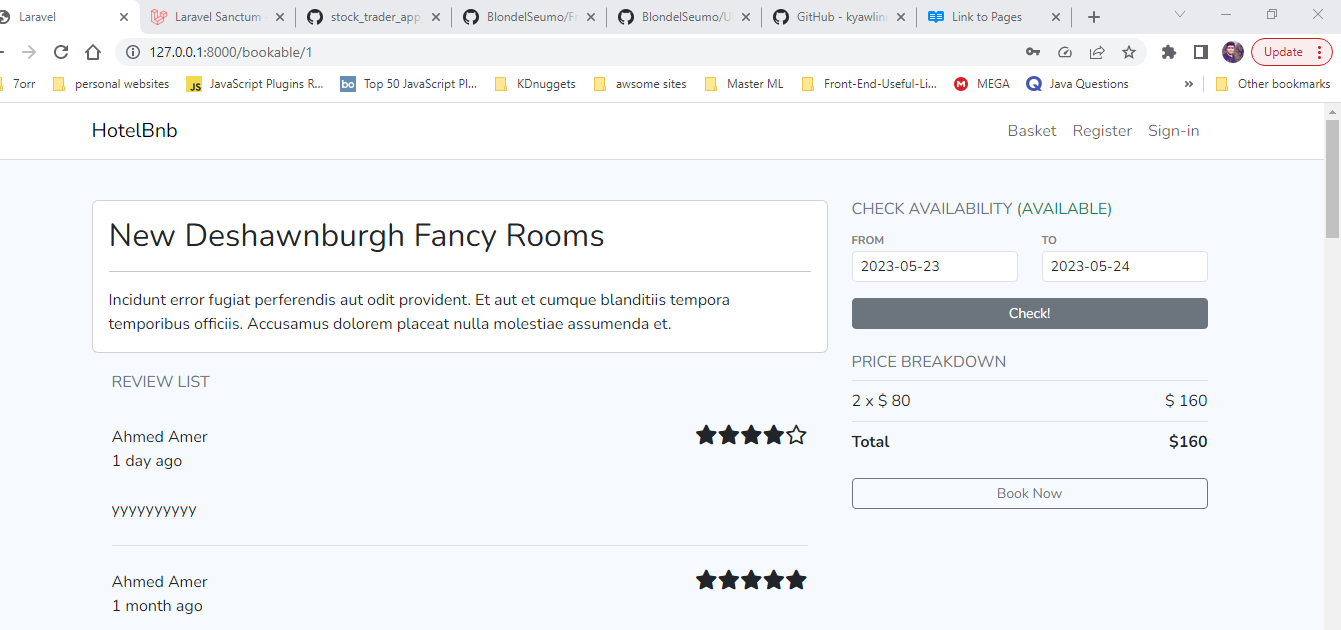 Laravel
Laravel Sanctum
stock_trader_app
BlondelSeumo/Fr
BlondelSeumo/Ul
GitHub - kyawlin
Link to Pages
127.0.0.1:8000/bookable/1
Update
7orr
personal websites
JS
JavaScript Plugins R...
bo
Top 50 JavaScript Pl...
KDnuggets
awsome sites
Master ML
Front-End-Useful-Li...
MEGA
Java Questions
»
Other bookmarks
HotelBnb
Basket Register Sign-in
New Deshawnburgh Fancy Rooms
Incidunt error fugiat perferendis aut odit provident. Et aut et cumque blanditiis tempora
temporibus officiis. Accusamus dolorem placeat nulla molestiae assumenda et.
REVIEW LIST
Ahmed Amer
1 day ago
yyyyyyyyyy
Ahmed Amer
1 month ago
CHECK AVAILABILITY (AVAILABLE)
FROM TO
2023-05-23 2023-05-24
Check!
PRICE BREAKDOWN
2 x $ 80 $ 160
Total $160
Book Now